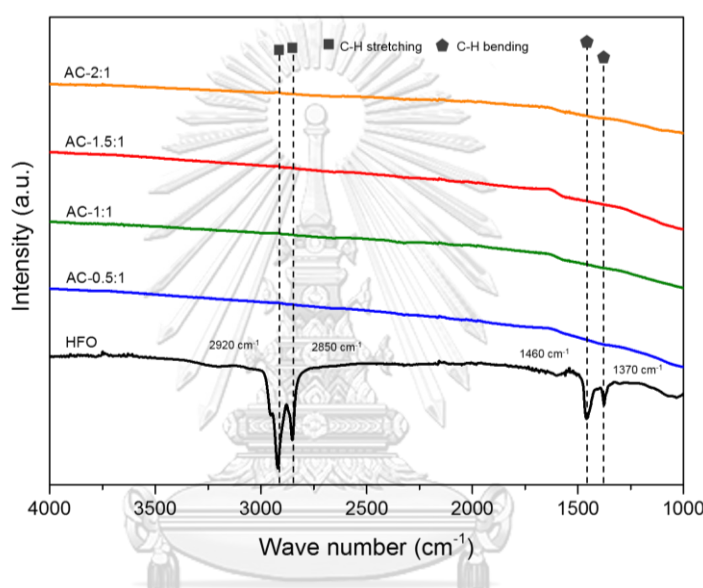 C-H stretching C-H bending
AC-2:1
AC-1.5:1
AC-1:1
AC-0.5:1
HFO
2920 cm⁻¹ 2850 cm⁻¹ 1460 cm⁻¹
1370 cm⁻¹
Intensity (a.u.)
4000 3500 3000 2500 2000 1500 1000
Wave number (cm⁻¹)